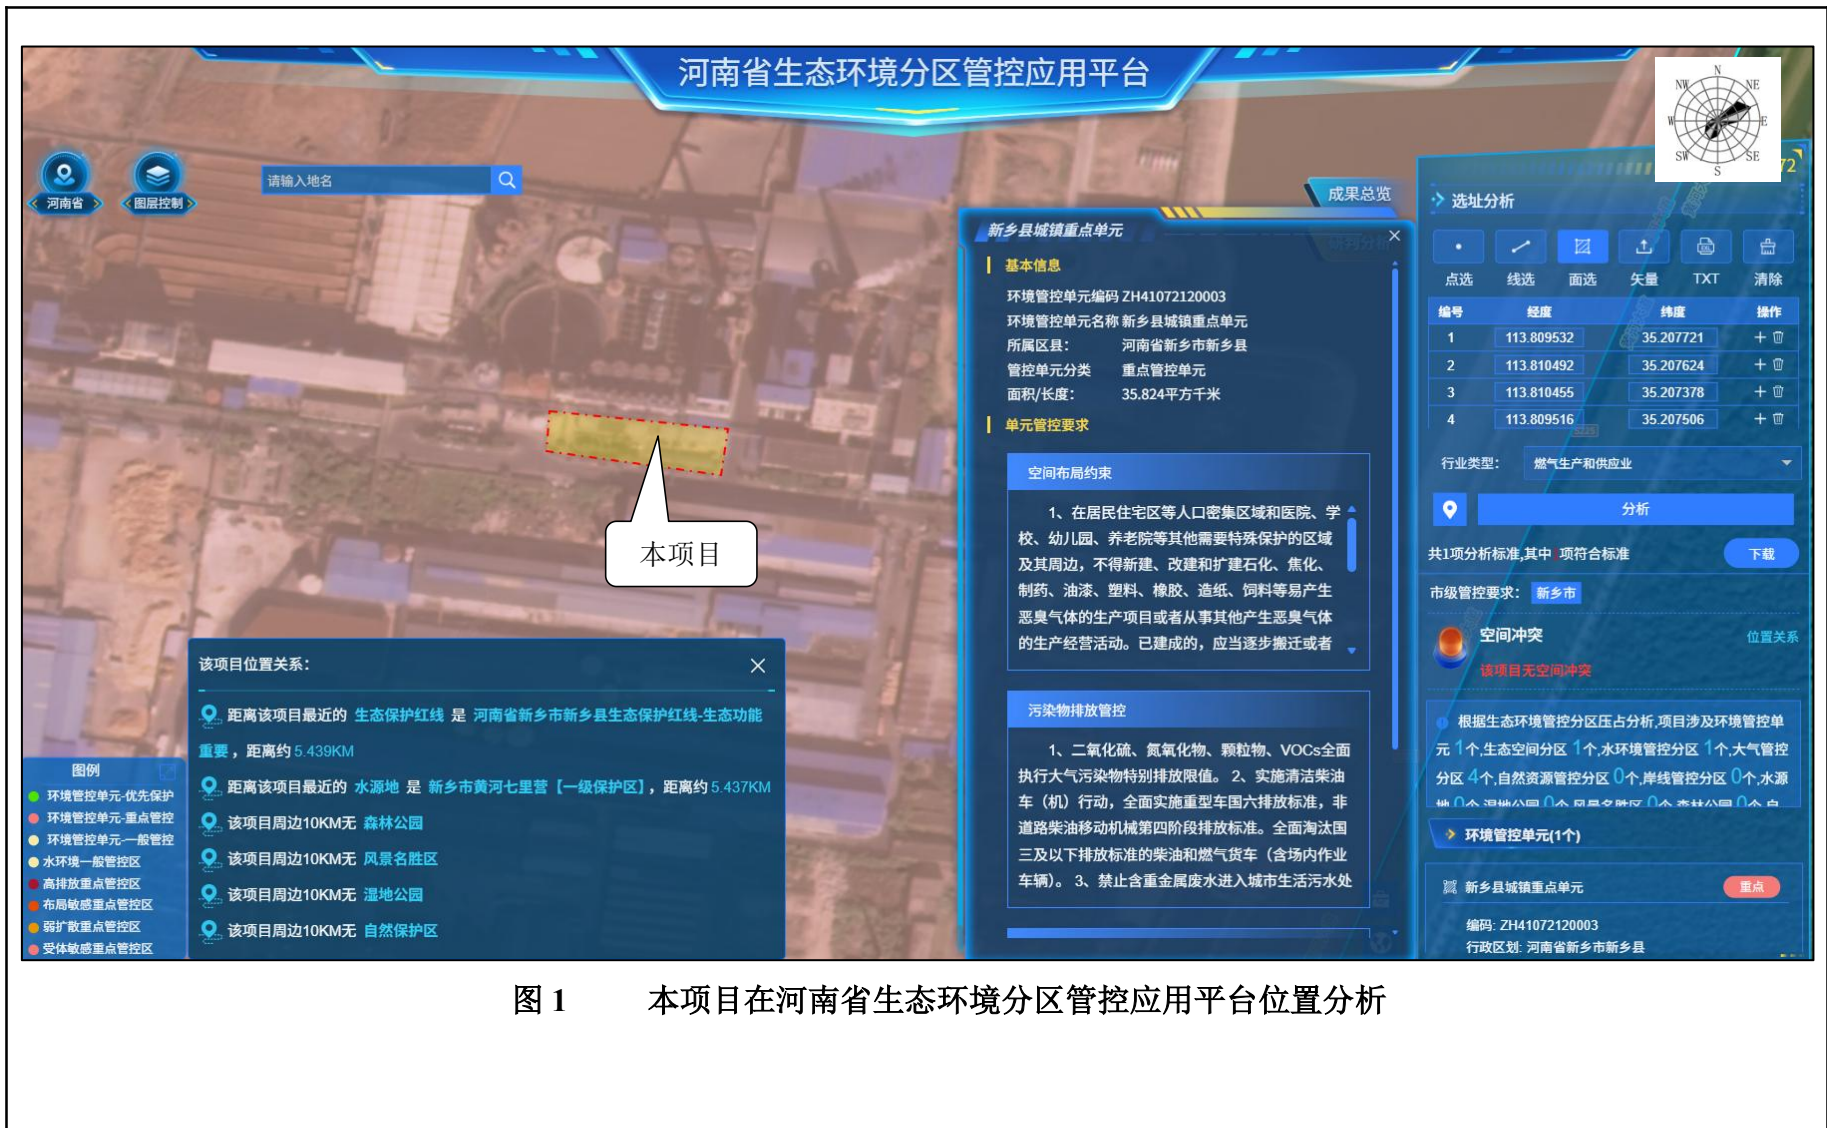 河南省生态环境分区管控应用平台
N
NW
NE
W
E
SW
SE
S
72
河南省
图层控制
请输入地名
成果总览
新乡县城镇重点单元
基本信息
环境管控单元编码 ZH41072120003
环境管控单元名称 新乡县城镇重点单元
所属区县： 河南省新乡市新乡县
管控单元分类 重点管控单元
面积/长度： 35.824平方千米
单元管控要求
空间布局约束
1、在居民住宅区等人口密集区域和医院、学
校、幼儿园、养老院等其他需要特殊保护的区域
及其周边，不得新建、改建和扩建石化、焦化、
制药、油漆、塑料、橡胶、造纸、饲料等易产生
恶臭气体的生产项目或者从事其他产生恶臭气体
的生产经营活动。已建成的，应当逐步搬迁或者
污染物排放管控
1、二氧化硫、氮氧化物、颗粒物、VOCs全面
执行大气污染物特别排放限值。 2、实施清洁柴油
车（机）行动，全面实施重型车国六排放标准，非
道路柴油移动机械第四阶段排放标准。全面淘汰国
三及以下排放标准的柴油和燃气货车（含场内作业
车辆）。 3、禁止含重金属废水进入城市生活污水处
选址分析
点选 线选 面选 矢量 TXT 清除
编号 经度 纬度 操作
1 113.809532 35.207721
2 113.810492 35.207624
3 113.810455 35.207378
4 113.809516 35.207506
行业类型： 燃气生产和供应业
分析
共1项分析标准,其中 项符合标准
下载
市级管控要求： 新乡市
空间冲突
位置关系
该项目无空间冲突
根据生态环境管控分区压占分析,项目涉及环境管控单
元 1个,生态空间分区 1个,水环境管控分区 1个,大气管控
分区 4个,自然资源管控分区 0个,岸线管控分区 0个,水源
地 0个,湿地公园 0个,风景名胜区 0个,森林公园 0个,自
环境管控单元(1个)
新乡县城镇重点单元
重点
编码: ZH41072120003
行政区划: 河南省新乡市新乡县
本项目
该项目位置关系：
距离该项目最近的 生态保护红线 是 河南省新乡市新乡县生态保护红线-生态功能
重要 ，距离约 5.439KM
距离该项目最近的 水源地 是 新乡市黄河七里营【一级保护区】 ，距离约 5.437KM
该项目周边10KM无 森林公园
该项目周边10KM无 风景名胜区
该项目周边10KM无 湿地公园
该项目周边10KM无 自然保护区
图例
环境管控单元-优先保护
环境管控单元-重点管控
环境管控单元-一般管控
水环境一般管控区
高排放重点管控区
布局敏感重点管控区
弱扩散重点管控区
受体敏感重点管控区
图 1 本项目在河南省生态环境分区管控应用平台位置分析